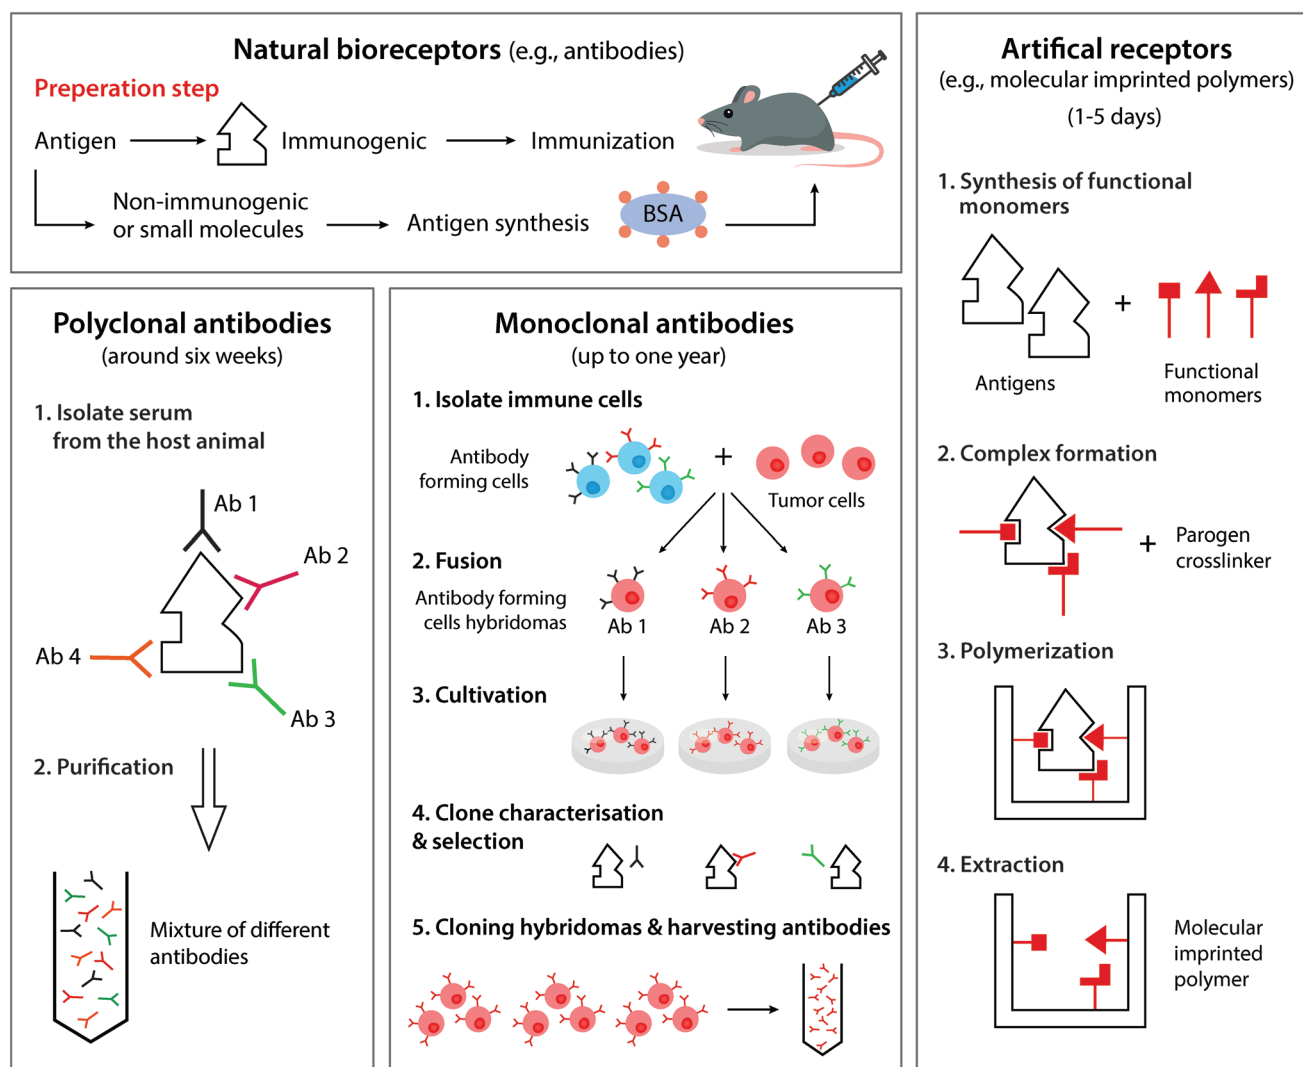 Natural bioreceptors (e.g., antibodies)
Preperation step
Antigen
Immunogenic
Immunization
Non-immunogenic
or small molecules
Antigen synthesis
BSA
Polyclonal antibodies
(around six weeks)
1. Isolate serum
from the host animal
Ab 1
Ab 2
Ab 4
Ab 3
2. Purification
Mixture of different
antibodies
Monoclonal antibodies
(up to one year)
1. Isolate immune cells
Antibody
forming cells
+
Tumor cells
2. Fusion
Antibody forming
cells hybridomas
Ab 1
Ab 2
Ab 3
3. Cultivation
4. Clone characterisation
& selection
5. Cloning hybridomas & harvesting antibodies
Artifical receptors
(e.g., molecular imprinted polymers)
(1-5 days)
1. Synthesis of functional
monomers
+
Antigens
Functional
monomers
2. Complex formation
+
Parogen
crosslinker
3. Polymerization
4. Extraction
Molecular
imprinted
polymer